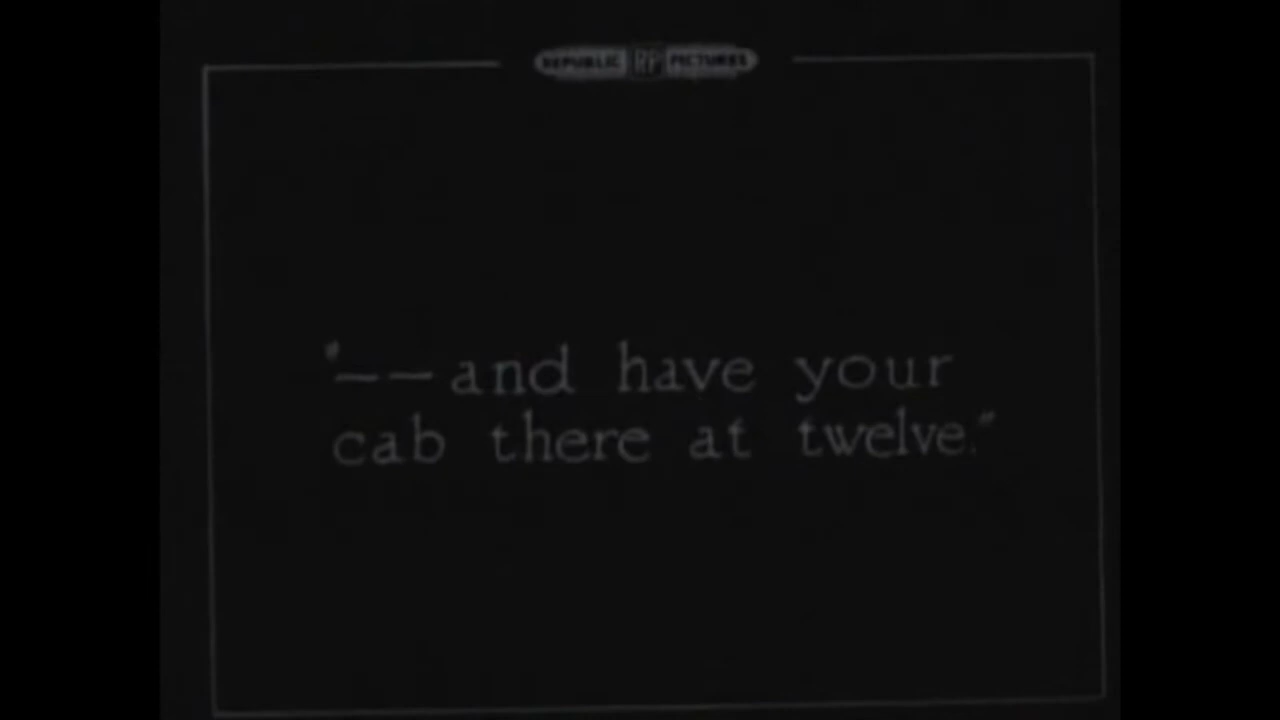 REPUBLIC RP PICTURES
"——and have your
cab there at twelve."